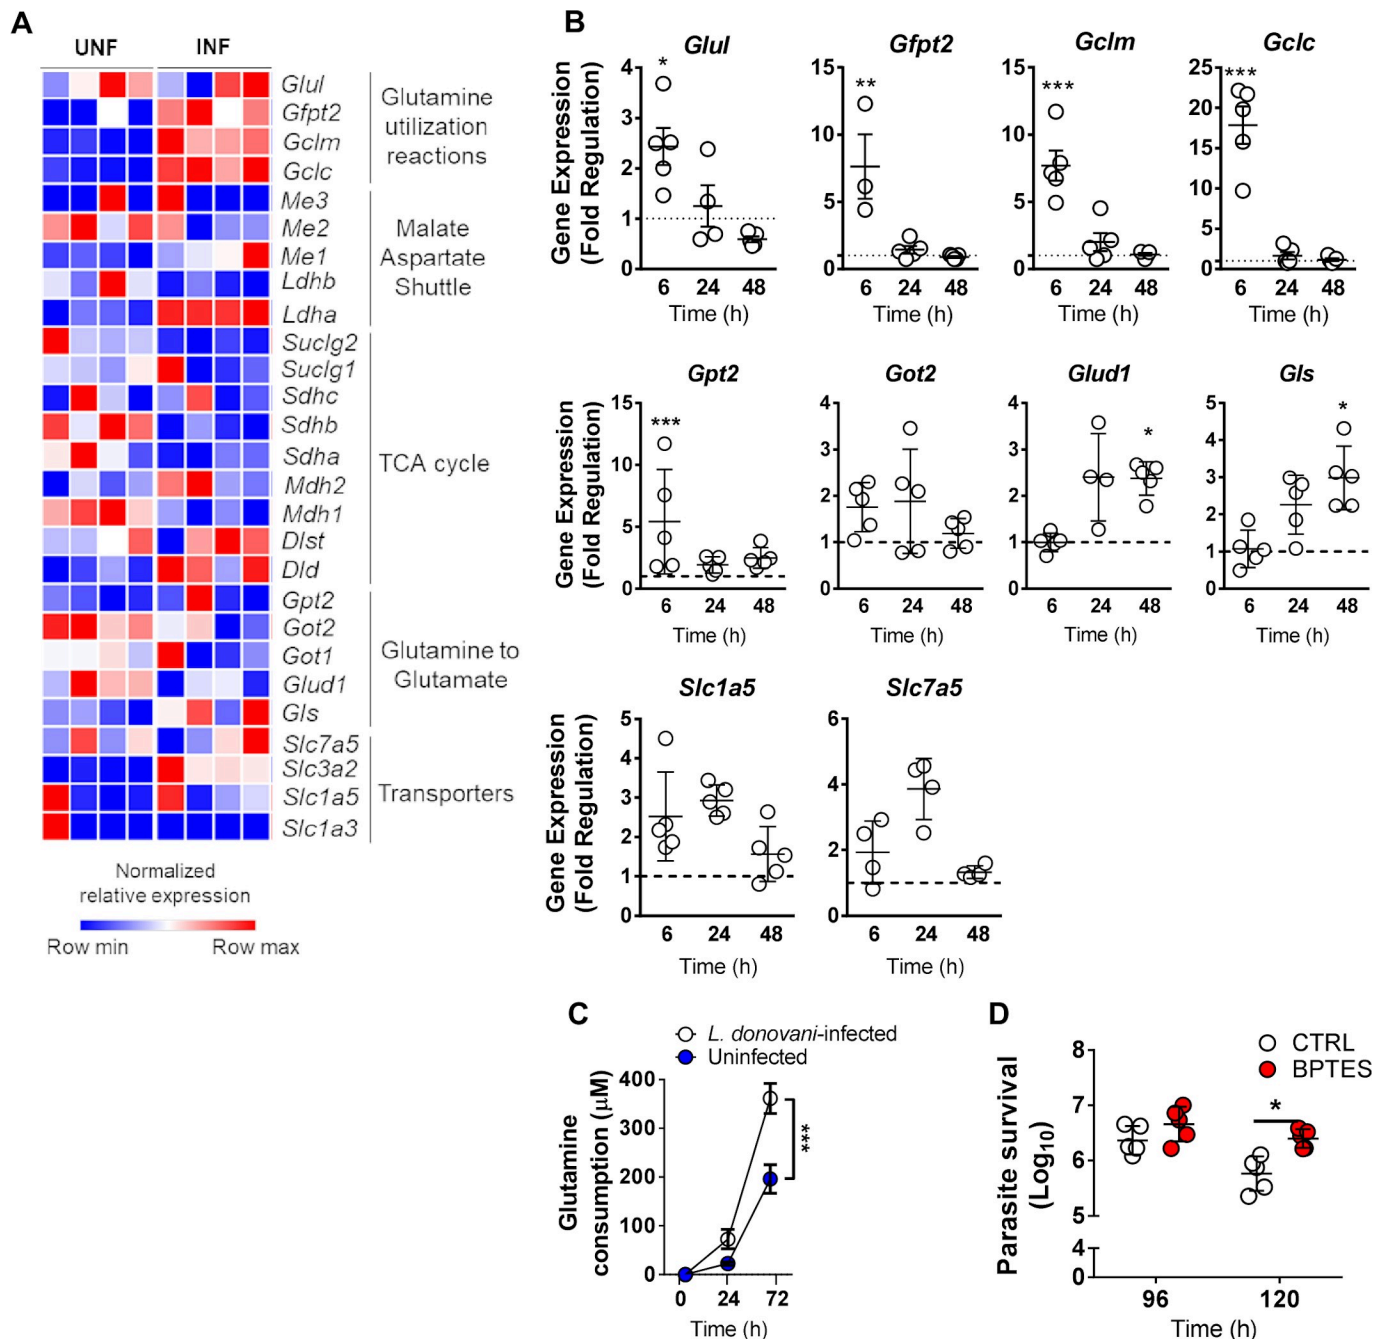 A
UNF INF
Glul
Gfpt2
Gclm
Gclc
Me3
Me2
Me1
Ldhb
Ldha
Suclg2
Suclg1
Sdhc
Sdhb
Sdha
Mdh2
Mdh1
Dlst
Dld
Gpt2
Got2
Got1
Glud1
Gls
Slc7a5
Slc3a2
Slc1a5
Slc1a3
Glutamine
utilization
reactions
Malate
Aspartate
Shuttle
TCA cycle
Glutamine to
Glutamate
Transporters
Normalized
relative expression
Row min Row max
B
Gene Expression
(Fold Regulation)
Glul
*
4
3
2
1
0
6 24 48
Time (h)
Gfpt2
**
15
10
5
0
6 24 48
Time (h)
Gclm
***
15
10
5
0
6 24 48
Time (h)
Gclc
***
25
20
15
10
5
0
6 24 48
Time (h)
Gene Expression
(Fold Regulation)
Gpt2
***
15
10
5
0
6 24 48
Time (h)
Got2
4
3
2
1
0
6 24 48
Time (h)
Glud1
*
4
3
2
1
0
6 24 48
Time (h)
Gls
*
5
4
3
2
1
0
6 24 48
Time (h)
Gene Expression
(Fold Regulation)
Slc1a5
5
4
3
2
1
0
6 24 48
Time (h)
Slc7a5
6
4
2
0
6 24 48
Time (h)
C
L. donovani-infected
Uninfected
Glutamine
consumption (μM)
400
300
200
100
0
0 24 72
Time (h)
***
D
CTRL
BPTES
Parasite survival
(Log10)
8
7
6
5
4
0
*
96 120
Time (h)